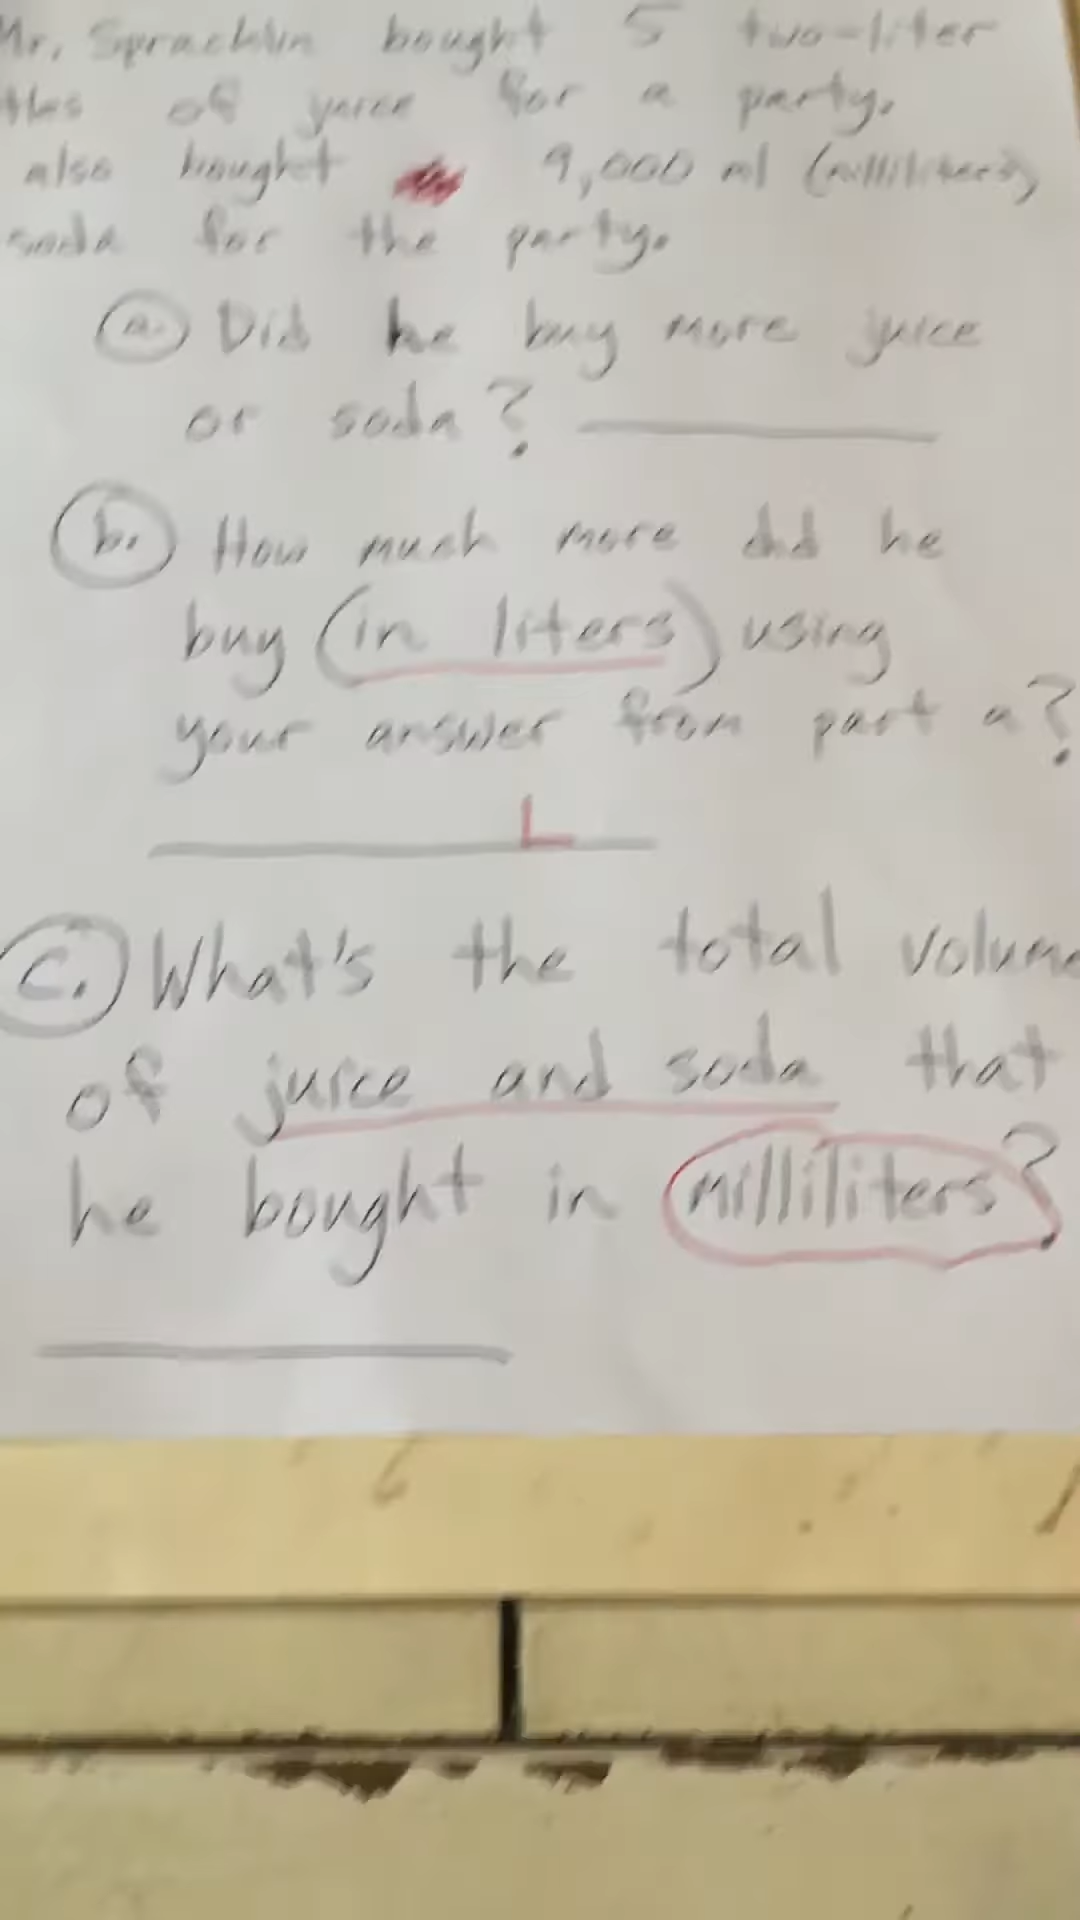 Mr. Spracklin bought 5 two-liter
tles of juice for a party.
also bought 9,000 ml (milliliters)
soda for the party.
a. Did he buy more juice
or soda?
b. How much more did he
buy (in liters) using
your answer from part a?
L
c. What's the total volume
of juice and soda that
he bought in milliliters?